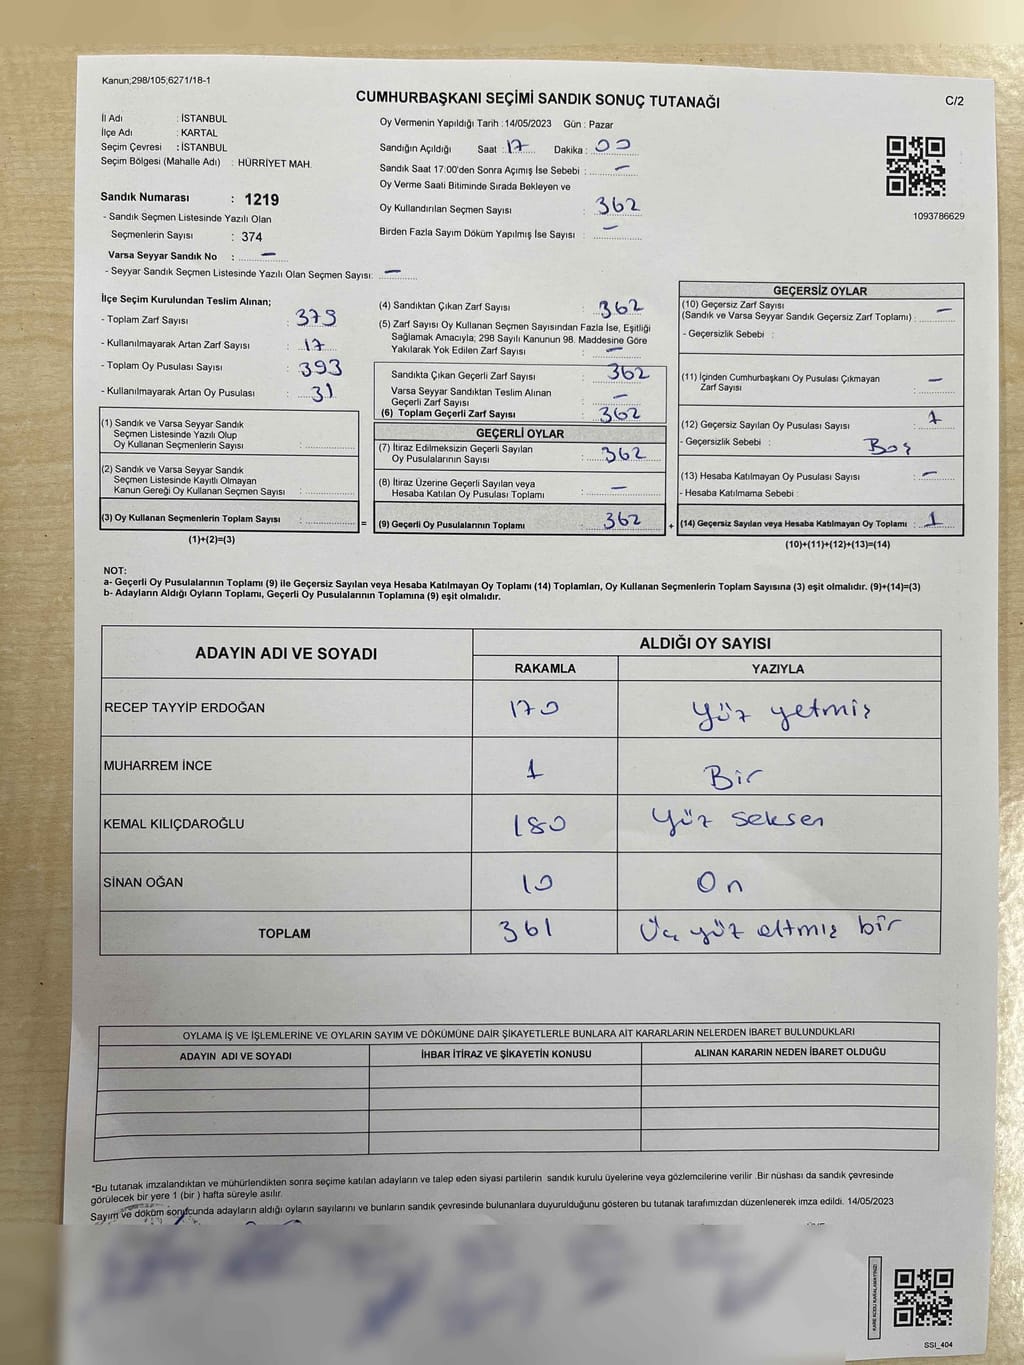 Kanun;298/105,6271/18-1
CUMHURBAŞKANI SEÇİMİ SANDIK SONUÇ TUTANAĞI
C/2
İl Adı : İSTANBUL
İlçe Adı : KARTAL
Seçim Çevresi : İSTANBUL
Seçim Bölgesi (Mahalle Adı) : HÜRRİYET MAH.
Sandık Numarası : 1219
- Sandık Seçmen Listesinde Yazılı Olan
Seçmenlerin Sayısı : 374
Varsa Seyyar Sandık No : —
- Seyyar Sandık Seçmen Listesinde Yazılı Olan Seçmen Sayısı: —
Oy Vermenin Yapıldığı Tarih : 14/05/2023 Gün : Pazar
Sandığın Açıldığı Saat : 17 Dakika : 00
Sandık Saat 17:00'den Sonra Açımış İse Sebebi : —
Oy Verme Saati Bitiminde Sırada Bekleyen ve
Oy Kullandırılan Seçmen Sayısı : 362
Birden Fazla Sayım Döküm Yapılmış İse Sayısı : —
1093786629
İlçe Seçim Kurulundan Teslim Alınan;
- Toplam Zarf Sayısı : 379
- Kullanılmayarak Artan Zarf Sayısı : 17
- Toplam Oy Pusulası Sayısı : 393
- Kullanılmayarak Artan Oy Pusulası : 31
(1) Sandık ve Varsa Seyyar Sandık
Seçmen Listesinde Yazılı Olup
Oy Kullanan Seçmenlerin Sayısı :
(2) Sandık ve Varsa Seyyar Sandık
Seçmen Listesinde Kayıtlı Olmayan
Kanun Gereği Oy Kullanan Seçmen Sayısı :
(3) Oy Kullanan Seçmenlerin Toplam Sayısı : =
(1)+(2)=(3)
(4) Sandıktan Çıkan Zarf Sayısı : 362
(5) Zarf Sayısı Oy Kullanan Seçmen Sayısından Fazla İse, Eşitliği
Sağlamak Amacıyla; 298 Sayılı Kanunun 98. Maddesine Göre
Yakılarak Yok Edilen Zarf Sayısı : —
Sandıkta Çıkan Geçerli Zarf Sayısı : 362
Varsa Seyyar Sandıktan Teslim Alınan
Geçerli Zarf Sayısı : —
(6) Toplam Geçerli Zarf Sayısı : 362
GEÇERLİ OYLAR
(7) İtiraz Edilmeksizin Geçerli Sayılan
Oy Pusulalarının Sayısı : 362
(8) İtiraz Üzerine Geçerli Sayılan veya
Hesaba Katılan Oy Pusulası Toplamı : —
(9) Geçerli Oy Pusulalarının Toplamı : 362 +
GEÇERSİZ OYLAR
(10) Geçersiz Zarf Sayısı
(Sandık ve Varsa Seyyar Sandık Geçersiz Zarf Toplamı) : —
- Geçersizlik Sebebi :
(11) İçinden Cumhurbaşkanı Oy Pusulası Çıkmayan
Zarf Sayısı : —
(12) Geçersiz Sayılan Oy Pusulası Sayısı : 1
- Geçersizlik Sebebi : Boş
(13) Hesaba Katılmayan Oy Pusulası Sayısı : —
- Hesaba Katılmama Sebebi :
(14) Geçersiz Sayılan veya Hesaba Katılmayan Oy Toplamı : 1
(10)+(11)+(12)+(13)=(14)
NOT:
a- Geçerli Oy Pusulalarının Toplamı (9) ile Geçersiz Sayılan veya Hesaba Katılmayan Oy Toplamı (14) Toplamları, Oy Kullanan Seçmenlerin Toplam Sayısına (3) eşit olmalıdır. (9)+(14)=(3)
b- Adayların Aldığı Oyların Toplamı, Geçerli Oy Pusulalarının Toplamına (9) eşit olmalıdır.
ADAYIN ADI VE SOYADI
ALDIĞI OY SAYISI
RAKAMLA YAZIYLA
RECEP TAYYİP ERDOĞAN 170 Yüz yetmiş
MUHARREM İNCE 1 Bir
KEMAL KILIÇDAROĞLU 180 Yüz seksen
SİNAN OĞAN 10 On
TOPLAM 361 Üç yüz altmış bir
OYLAMA İŞ VE İŞLEMLERİNE VE OYLARIN SAYIM VE DÖKÜMÜNE DAİR ŞİKAYETLERLE BUNLARA AİT KARARLARIN NELERDEN İBARET BULUNDUKLARI
ADAYIN ADI VE SOYADI İHBAR İTİRAZ VE ŞİKAYETİN KONUSU ALINAN KARARIN NEDEN İBARET OLDUĞU
*Bu tutanak imzalandıktan ve mühürlendikten sonra seçime katılan adayların ve talep eden siyasi partilerin sandık kurulu üyelerine veya gözlemcilerine verilir .Bir nüshası da sandık çevresinde
görülecek bir yere 1 (bir ) hafta süreyle asılır.
Sayım ve döküm sonucunda adayların aldığı oyların sayılarını ve bunların sandık çevresinde bulunanlara duyurulduğunu gösteren bu tutanak tarafımızdan düzenlenerek imza edildi. 14/05/2023
KARE KODU KARALAMAYINIZ!
SSI_404